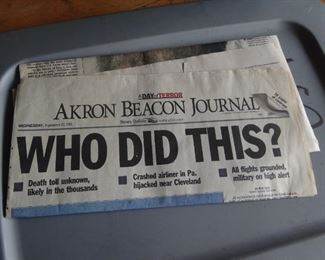 A DAY of TERROR
AKRON BEACON JOURNAL
WEDNESDAY,
WHO DID THIS?
Death toll unknown,
likely in the thousands
Crashed airliner in Pa.
hijacked near Cleveland
All flights grounded,
military on high alert